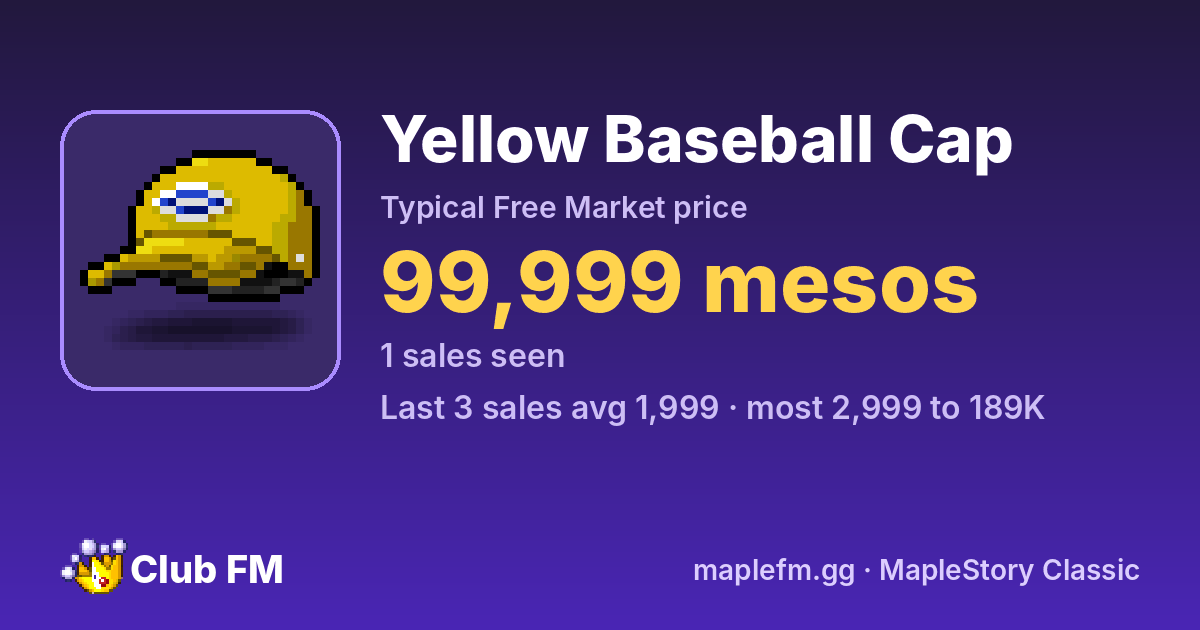 Yellow Baseball Cap
Typical Free Market price
99,999 mesos
1 sales seen
Last 3 sales avg 1,999 · most 2,999 to 189K
Club FM
maplefm.gg · MapleStory Classic